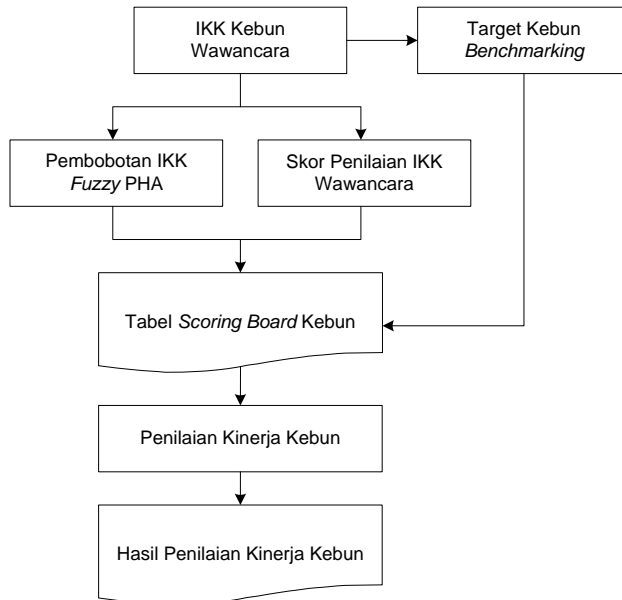 IKK Kebun
Wawancara
Target Kebun
Benchmarking
Pembobotan IKK
Fuzzy PHA
Skor Penilaian IKK
Wawancara
Tabel Scoring Board Kebun
Penilaian Kinerja Kebun
Hasil Penilaian Kinerja Kebun